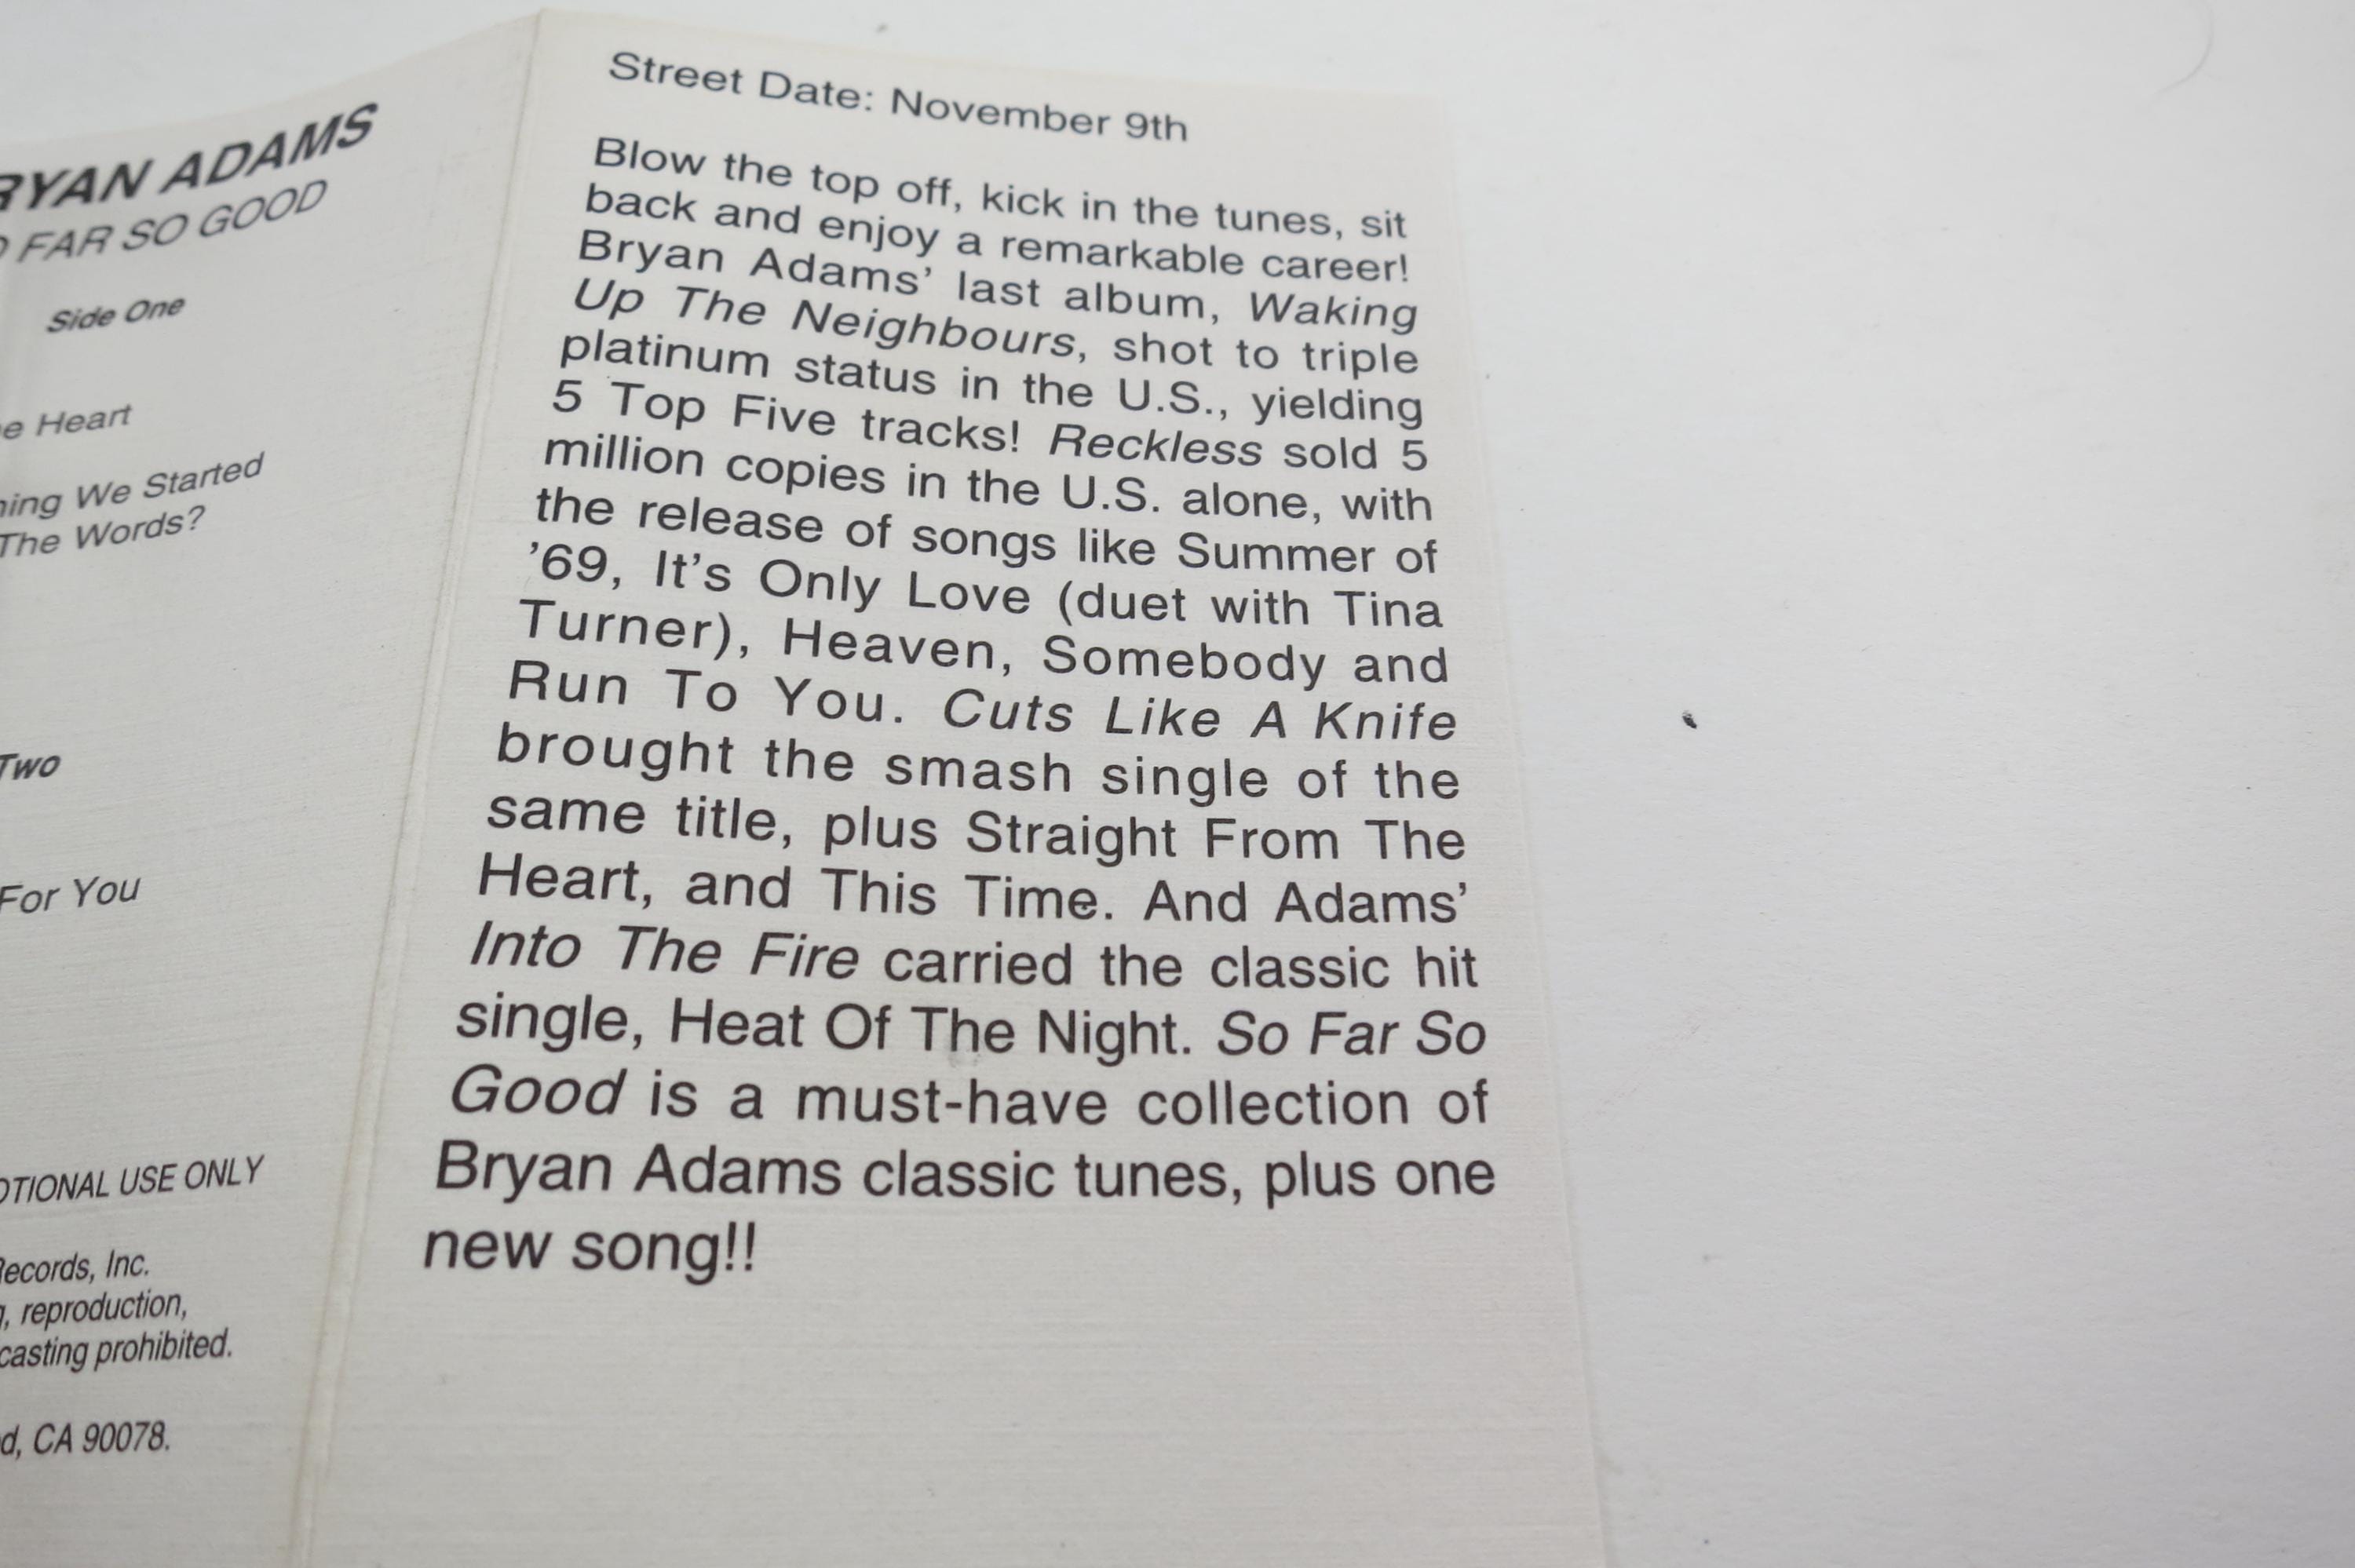 RYAN ADAMS
FAR SO GOOD
Side One
Heart
We Started
The Words?
Two
For You
USE ONLY
Records, Inc.
reproduction,
prohibited.
CA 90078.
Street Date: November 9th
Blow the top off, kick in the tunes, sit
back and enjoy a remarkable career!
Bryan Adams’ last album, Waking
Up The Neighbours, shot to triple
platinum status in the U.S., yielding
5 Top Five tracks! Reckless sold 5
million copies in the U.S. alone, with
the release of songs like Summer of
’69, It’s Only Love (duet with Tina
Turner), Heaven, Somebody and
Run To You. Cuts Like A Knife
brought the smash single of the
same title, plus Straight From The
Heart, and This Time. And Adams’
Into The Fire carried the classic hit
single, Heat Of The Night. So Far So
Good is a must-have collection of
Bryan Adams classic tunes, plus one
new song!!